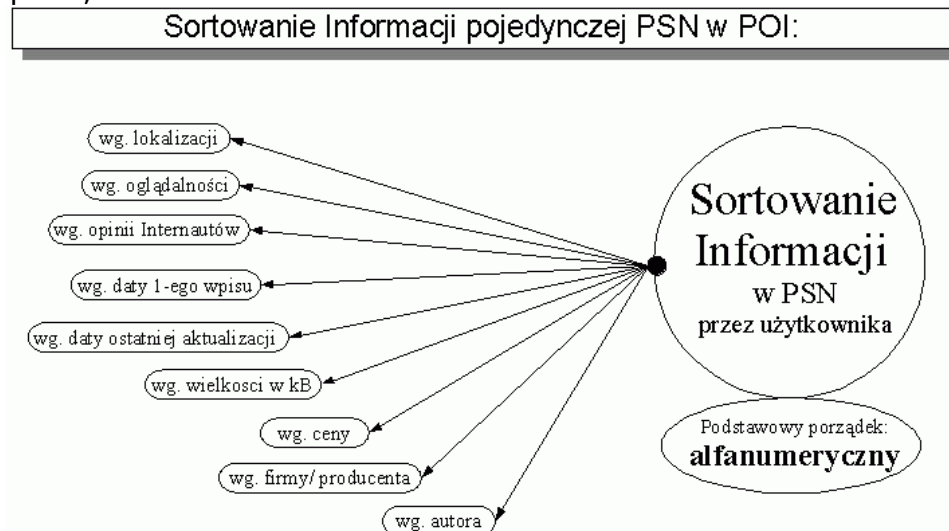 Sortowanie Informacji pojedynczej PSN w POI:
wg. lokalizacji
wg. oglądalności
wg. opinii Internautów
wg. daty 1-ego wpisu
wg. daty ostatniej aktualizacji
wg. wielkosci w kB
wg. ceny
wg. firmy/ producenta
wg. autora
Sortowanie
Informacji
w PSN
przez użytkownika
Podstawowy porządek:
alfanumeryczny